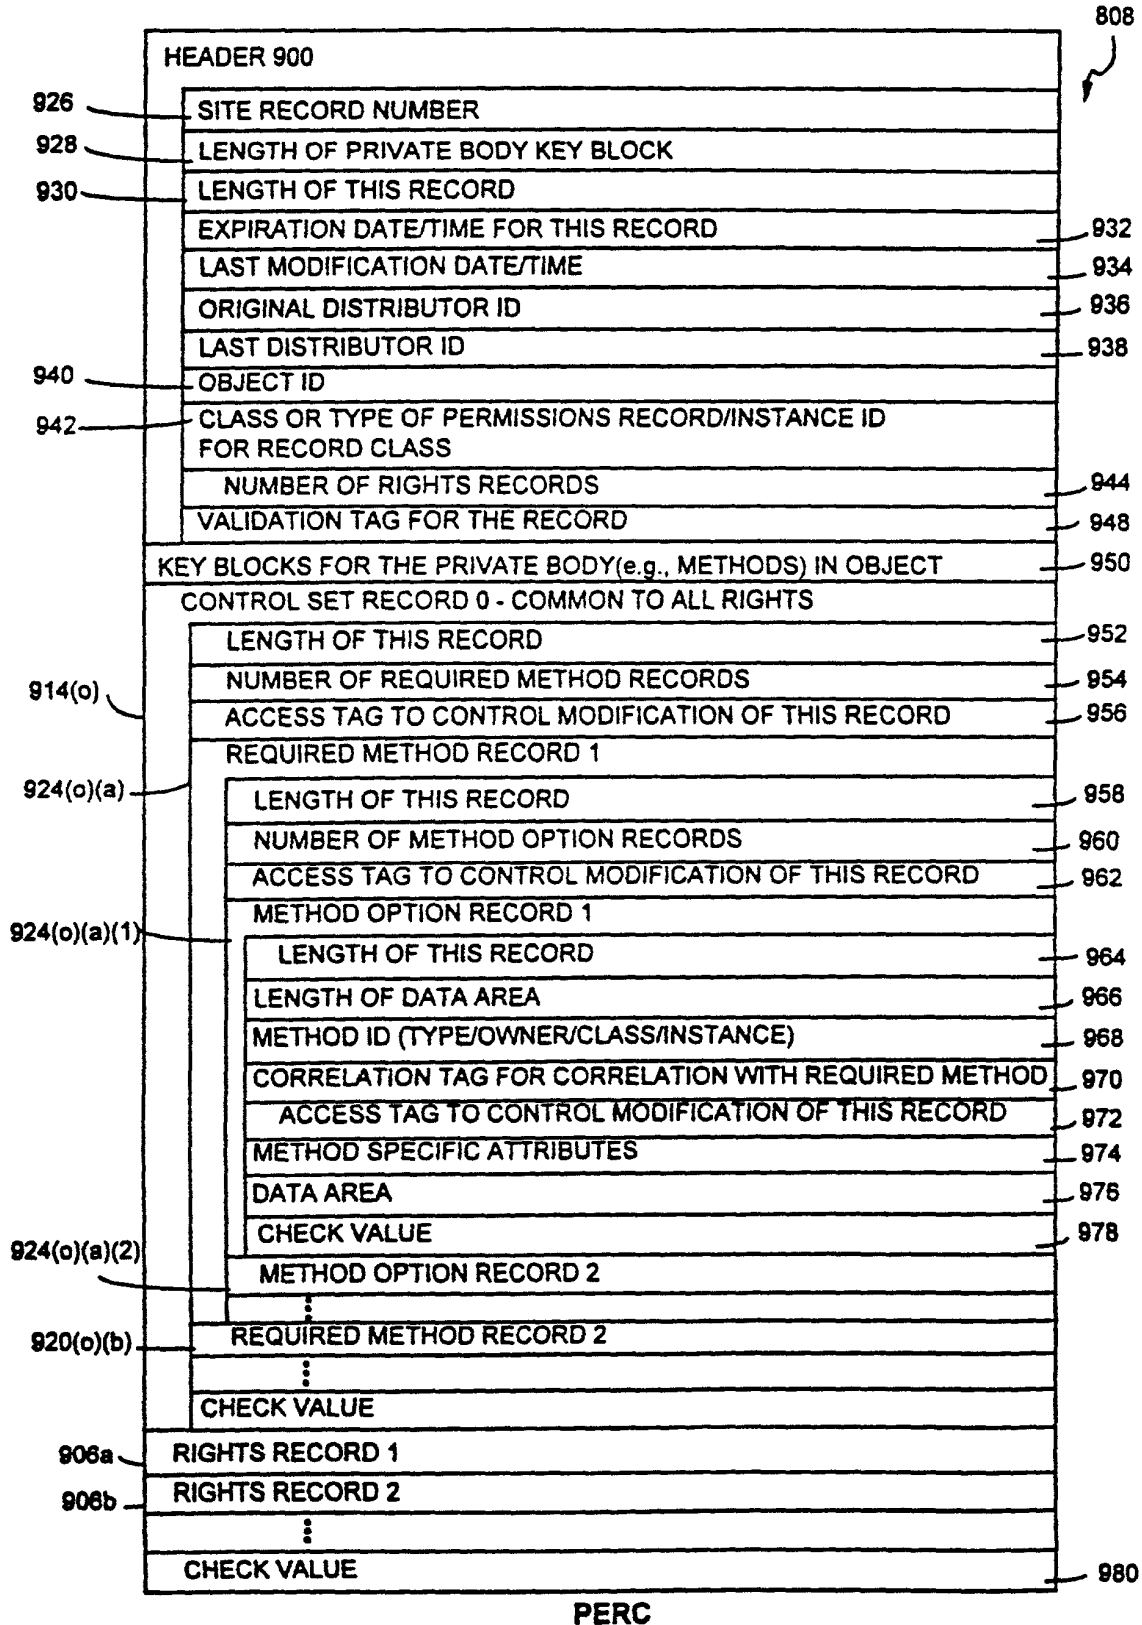 808
HEADER 900
926 SITE RECORD NUMBER
928 LENGTH OF PRIVATE BODY KEY BLOCK
930 LENGTH OF THIS RECORD
EXPIRATION DATE/TIME FOR THIS RECORD 932
LAST MODIFICATION DATE/TIME 934
ORIGINAL DISTRIBUTOR ID 936
LAST DISTRIBUTOR ID 938
940 OBJECT ID
942 CLASS OR TYPE OF PERMISSIONS RECORD/INSTANCE ID
FOR RECORD CLASS
NUMBER OF RIGHTS RECORDS 944
VALIDATION TAG FOR THE RECORD 948
KEY BLOCKS FOR THE PRIVATE BODY(e.g., METHODS) IN OBJECT 950
CONTROL SET RECORD 0 - COMMON TO ALL RIGHTS
LENGTH OF THIS RECORD 952
914(o) NUMBER OF REQUIRED METHOD RECORDS 954
ACCESS TAG TO CONTROL MODIFICATION OF THIS RECORD 956
REQUIRED METHOD RECORD 1
924(o)(a) LENGTH OF THIS RECORD 958
NUMBER OF METHOD OPTION RECORDS 960
ACCESS TAG TO CONTROL MODIFICATION OF THIS RECORD 962
924(o)(a)(1) METHOD OPTION RECORD 1
LENGTH OF THIS RECORD 964
LENGTH OF DATA AREA 966
METHOD ID (TYPE/OWNER/CLASS/INSTANCE) 968
CORRELATION TAG FOR CORRELATION WITH REQUIRED METHOD 970
ACCESS TAG TO CONTROL MODIFICATION OF THIS RECORD 972
METHOD SPECIFIC ATTRIBUTES 974
DATA AREA 976
CHECK VALUE 978
924(o)(a)(2) METHOD OPTION RECORD 2
920(o)(b) REQUIRED METHOD RECORD 2
CHECK VALUE
906a RIGHTS RECORD 1
906b RIGHTS RECORD 2
CHECK VALUE 980
PERC